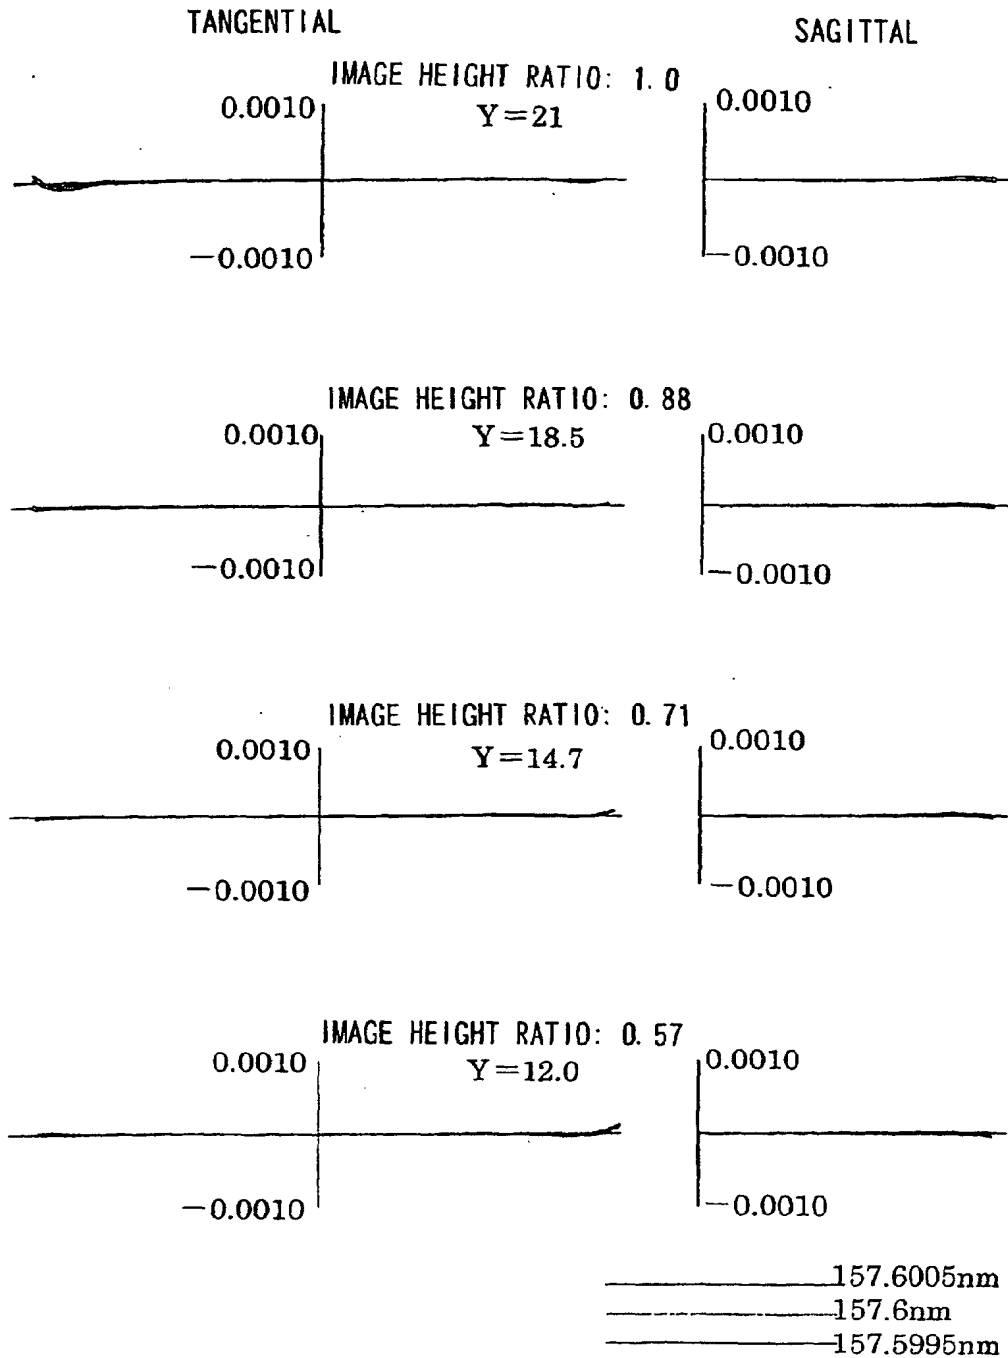 TANGENTIAL
SAGITTAL
IMAGE HEIGHT RATIO: 1.0
0.0010
Y=21
0.0010
−0.0010
−0.0010
IMAGE HEIGHT RATIO: 0.88
0.0010
Y=18.5
0.0010
−0.0010
−0.0010
IMAGE HEIGHT RATIO: 0.71
0.0010
Y=14.7
0.0010
−0.0010
−0.0010
IMAGE HEIGHT RATIO: 0.57
0.0010
Y=12.0
0.0010
−0.0010
−0.0010
157.6005nm
157.6nm
157.5995nm